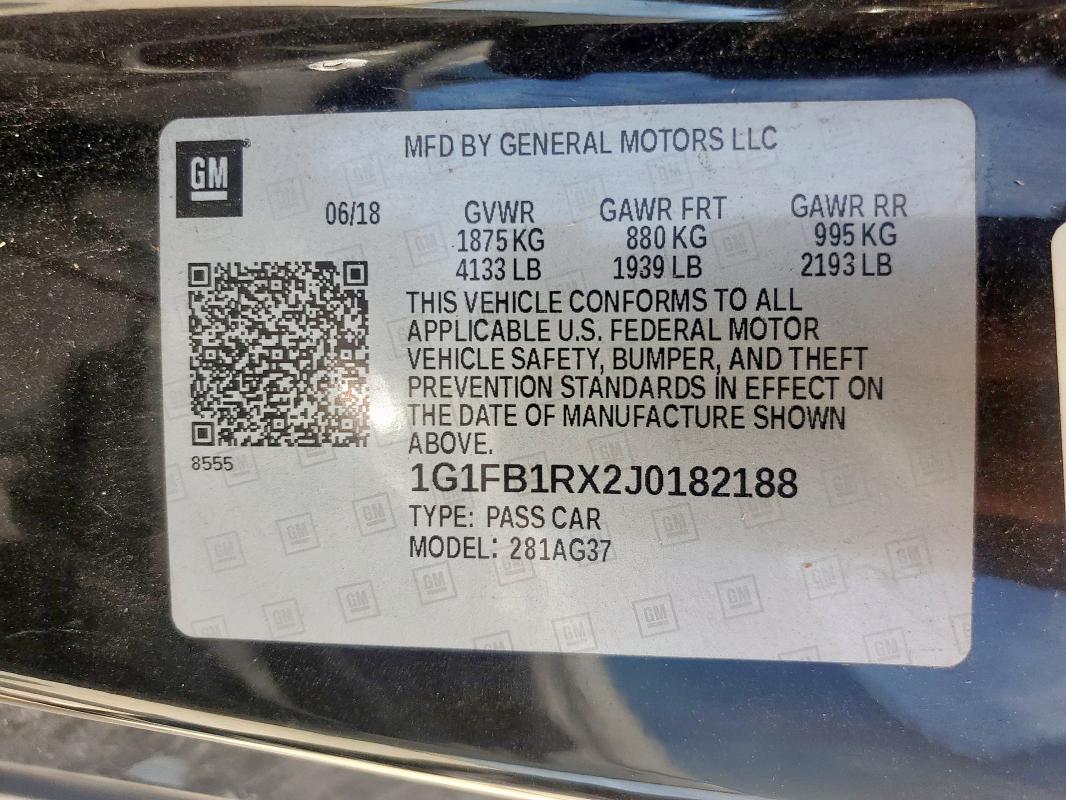 GM
MFD BY GENERAL MOTORS LLC
06/18 GVWR GAWR FRT GAWR RR
1875 KG 880 KG 995 KG
4133 LB 1939 LB 2193 LB
THIS VEHICLE CONFORMS TO ALL
APPLICABLE U.S. FEDERAL MOTOR
VEHICLE SAFETY, BUMPER, AND THEFT
PREVENTION STANDARDS IN EFFECT ON
THE DATE OF MANUFACTURE SHOWN
ABOVE.
8555
1G1FB1RX2J0182188
TYPE: PASS CAR
MODEL: 281AG37